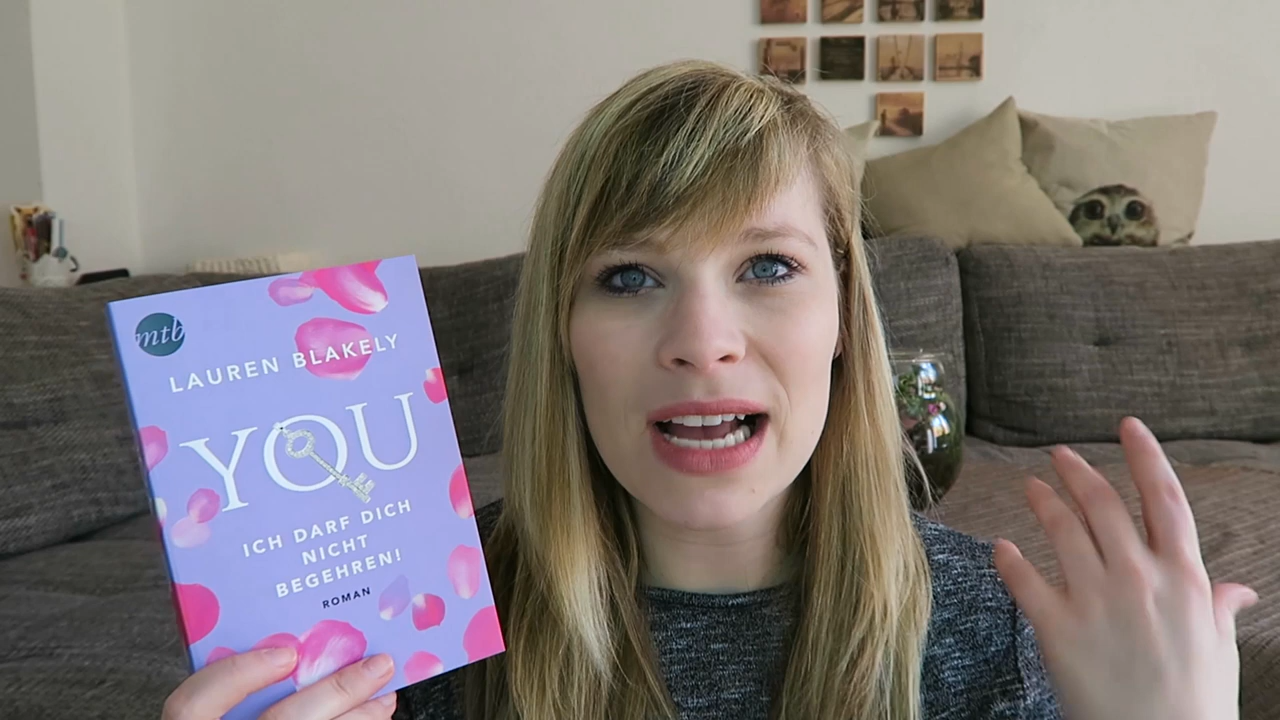 mtb
LAUREN BLAKELY
YOU
ICH DARF DICH
NICHT
BEGEHREN!
ROMAN